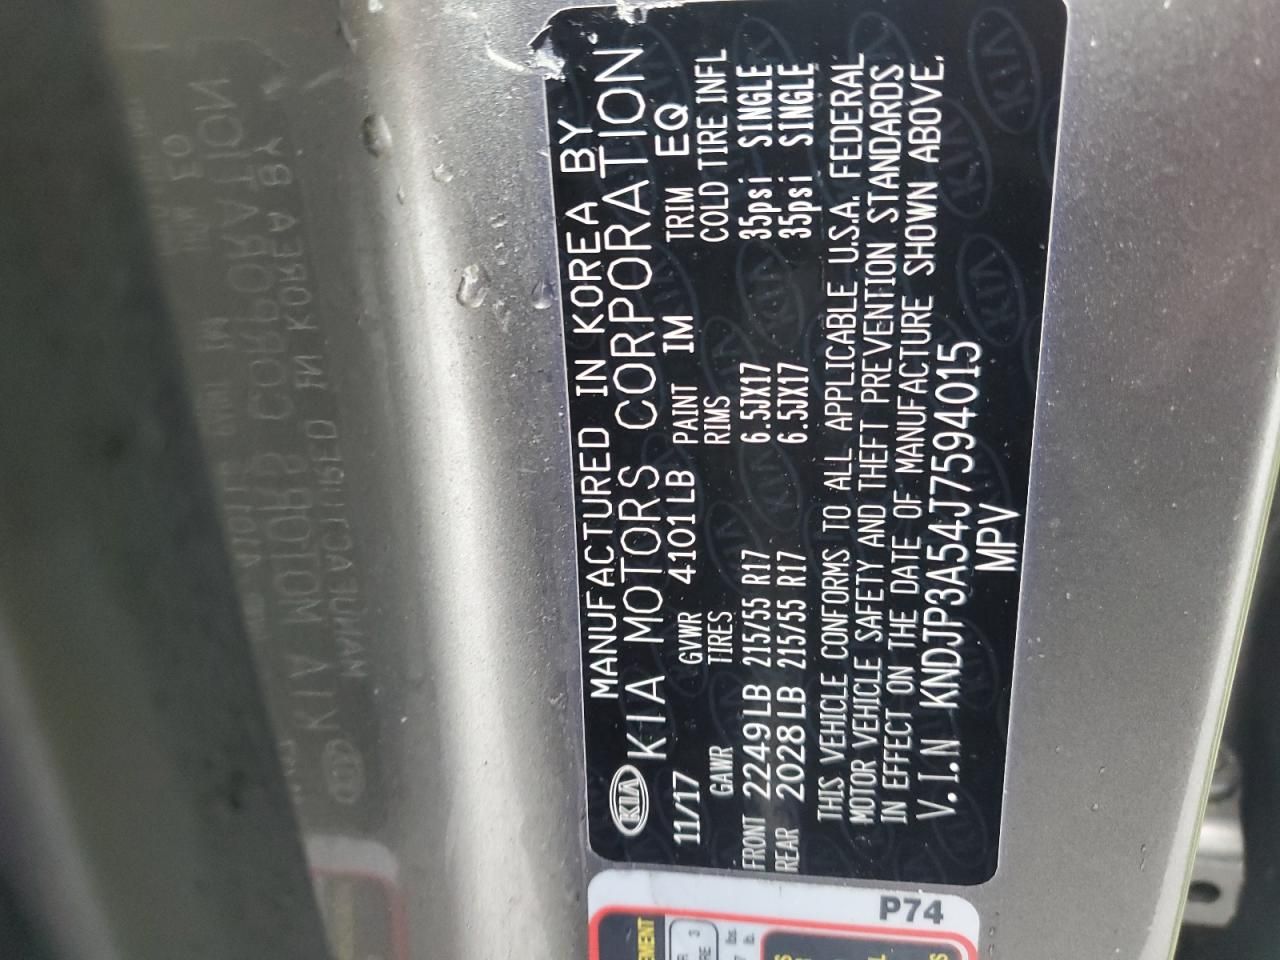 MANUFACTURED IN KOREA BY
KIA KIA MOTORS CORPORATION
11/17 GVWR 4101LB PAINT IM TRIM EQ
GAWR TIRES RIMS COLD TIRE INFL
FRONT 2249LB 215/55 R17 6.5JX17 35psi SINGLE
REAR 2028LB 215/55 R17 6.5JX17 35psi SINGLE
THIS VEHICLE CONFORMS TO ALL APPLICABLE U.S.A. FEDERAL
MOTOR VEHICLE SAFETY AND THEFT PREVENTION STANDARDS
IN EFFECT ON THE DATE OF MANUFACTURE SHOWN ABOVE.
V.I.N KNDJP3A54J7594015
MPV
P74